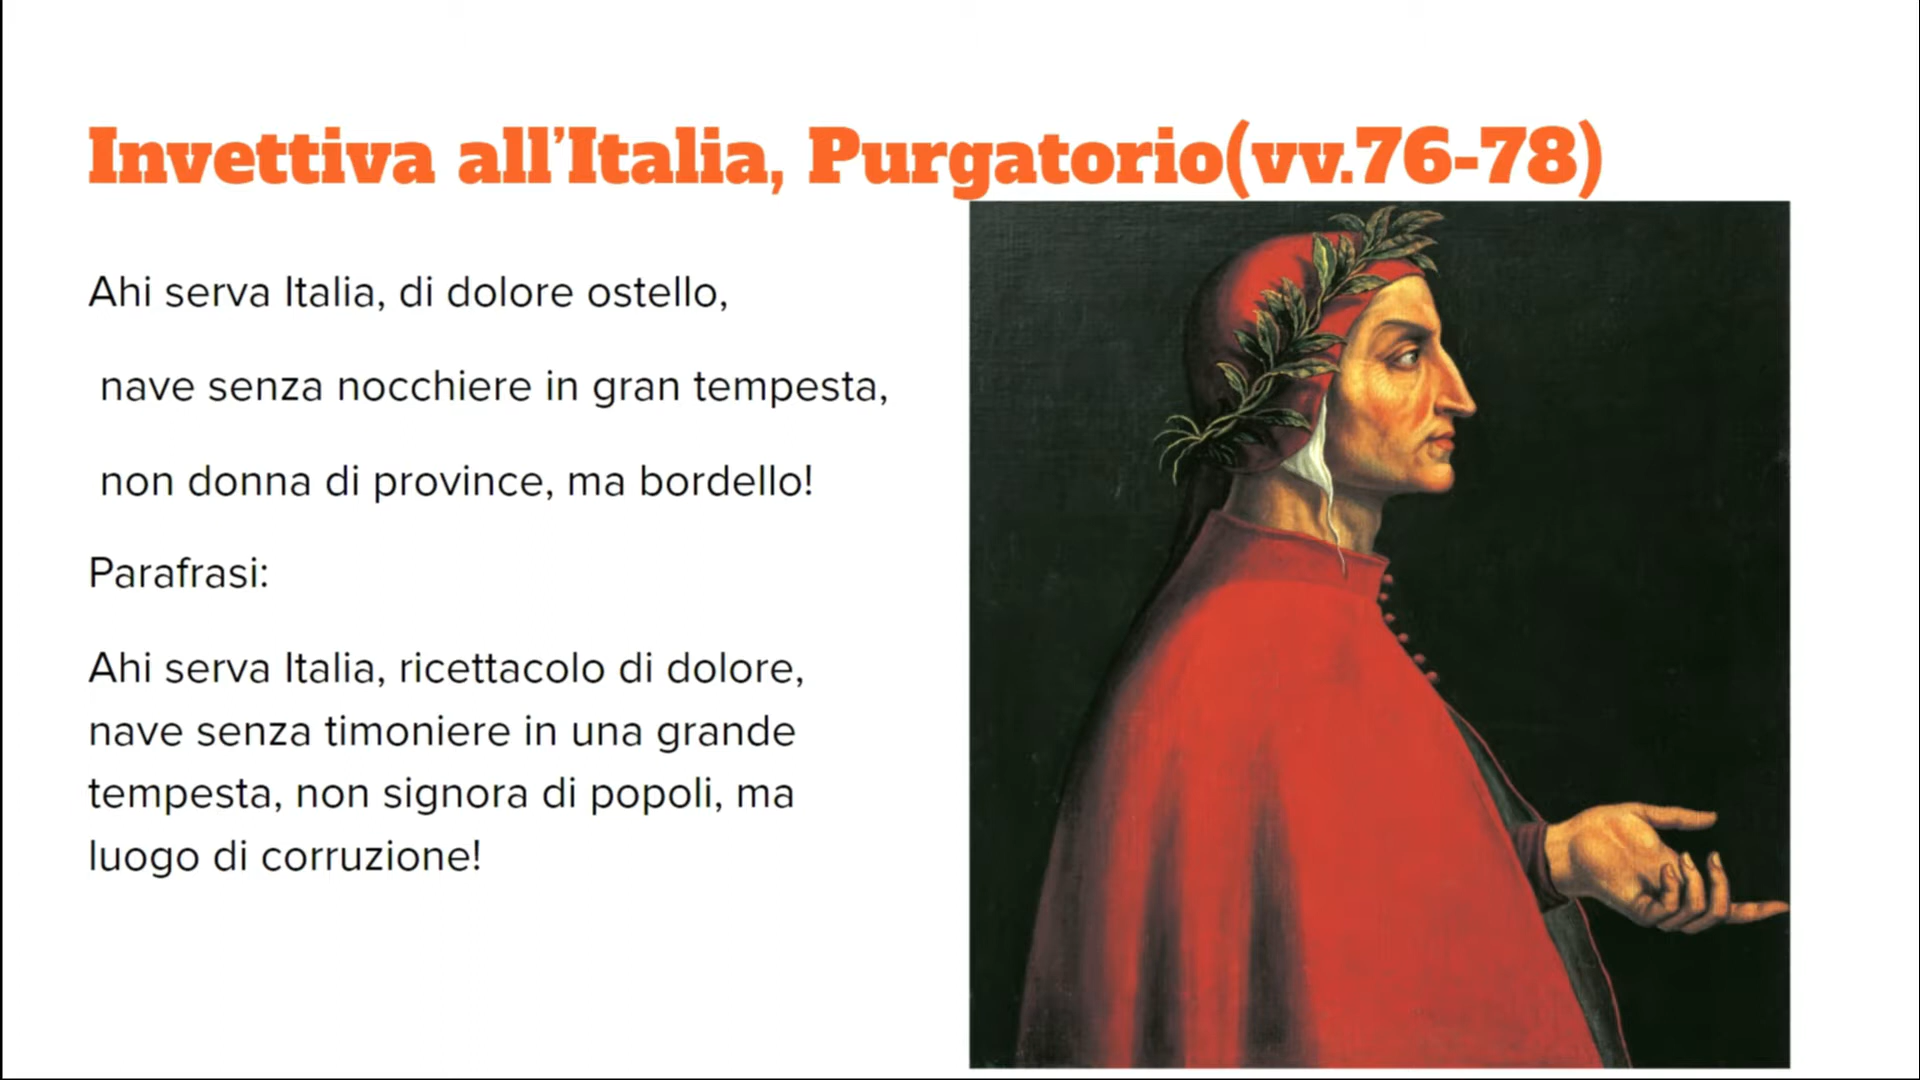 Invettiva all’Italia, Purgatorio(vv.76-78)
Ahi serva Italia, di dolore ostello,
nave senza nocchiere in gran tempesta,
non donna di province, ma bordello!
Parafrasi:
Ahi serva Italia, ricettacolo di dolore,
nave senza timoniere in una grande
tempesta, non signora di popoli, ma
luogo di corruzione!